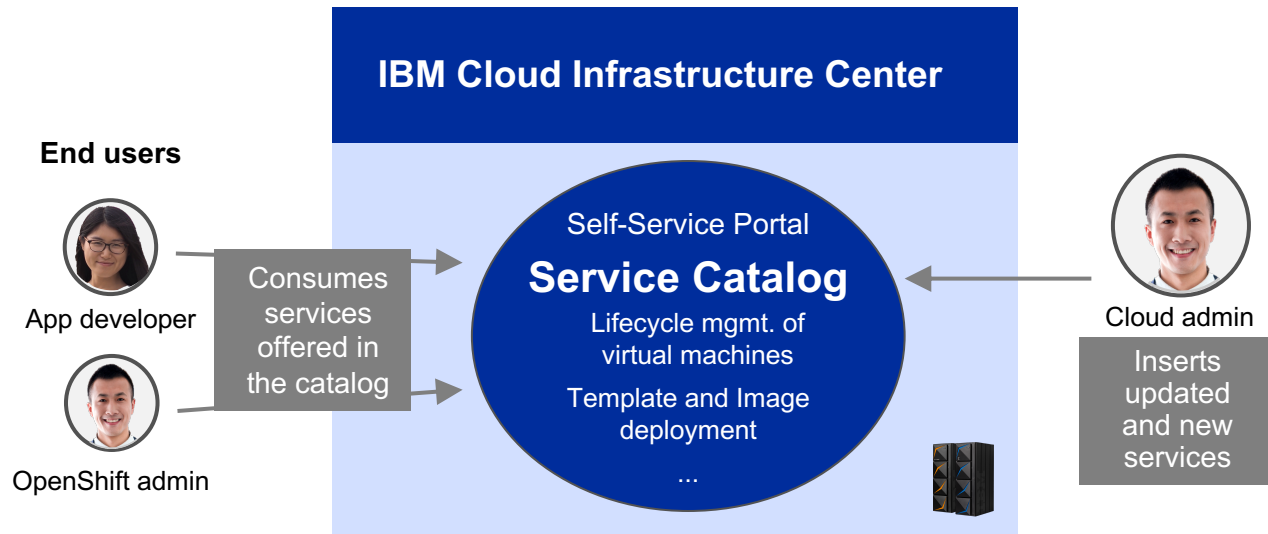 IBM Cloud Infrastructure Center
End users
App developer
OpenShift admin
Consumes
services
offered in
the catalog
Self-Service Portal
Service Catalog
Lifecycle mgmt. of
virtual machines
Template and Image
deployment
...
Cloud admin
Inserts
updated
and new
services